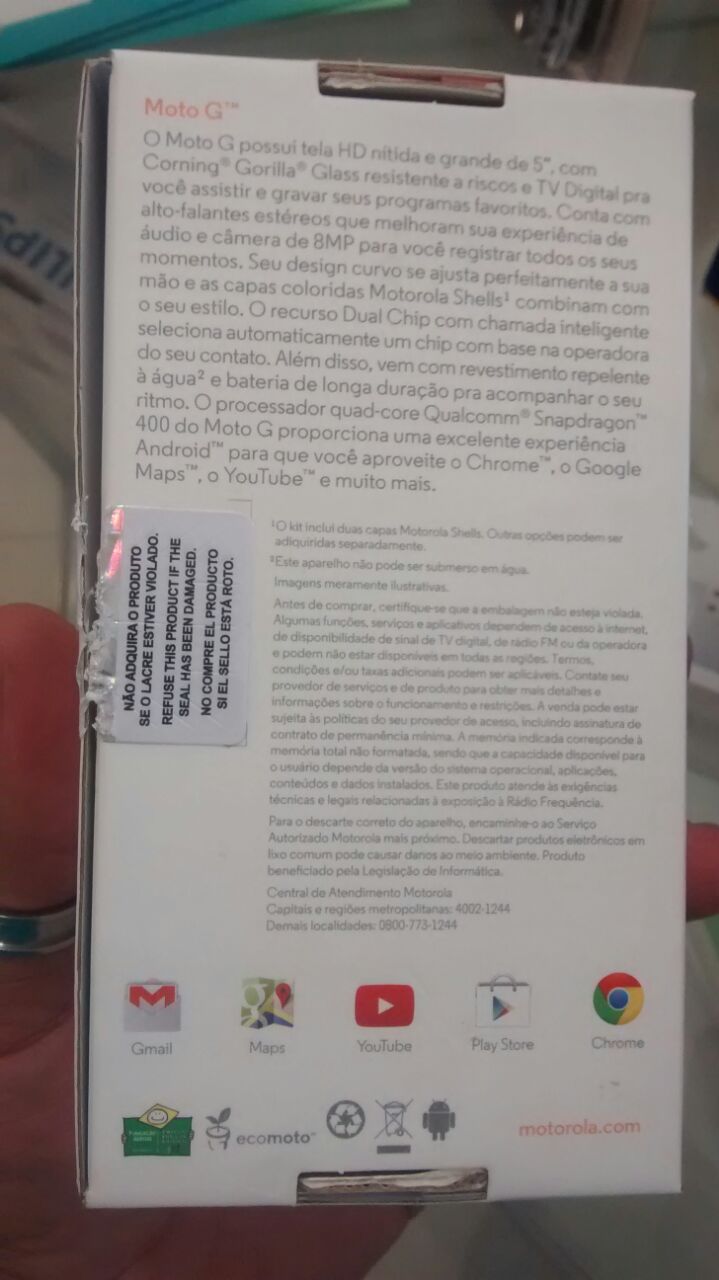 Moto G™
O Moto G possui tela HD nítida e grande de 5", com
Corning® Gorilla® Glass resistente a riscos e TV Digital pra
você assistir e gravar seus programas favoritos. Conta com
alto-falantes estéreos que melhoram sua experiência de
áudio e câmera de 8MP para você registrar todos os seus
momentos. Seu design curvo se ajusta perfeitamente a sua
mão e as capas coloridas Motorola Shells¹ combinam com
o seu estilo. O recurso Dual Chip com chamada inteligente
seleciona automaticamente um chip com base na operadora
do seu contato. Além disso, vem com revestimento repelente
à água² e bateria de longa duração pra acompanhar o seu
ritmo. O processador quad-core Qualcomm® Snapdragon™
400 do Moto G proporciona uma excelente experiência
Android™ para que você aproveite o Chrome™, o Google
Maps™, o YouTube™ e muito mais.
NÃO ADQUIRA O PRODUTO
SE O LACRE ESTIVER VIOLADO.
REFUSE THIS PRODUCT IF THE
SEAL HAS BEEN DAMAGED.
NO COMPRE EL PRODUCTO
SI EL SELLO ESTÁ ROTO.
¹O kit inclui duas capas Motorola Shells. Outras opções podem ser
adiquiridas separadamente.
²Este aparelho não pode ser submerso em água.
Imagens meramente ilustrativas.
Antes de comprar, certifique-se que a embalagem não esteja violada.
Algumas funções, serviços e aplicativos dependem de acesso à internet,
de disponibilidade de sinal de TV digital, de rádio FM ou da operadora
e podem não estar disponíveis em todas as regiões. Termos,
condições e/ou taxas adicionais podem ser aplicáveis. Contate seu
provedor de serviços e de produto para obter mais detalhes e
informações sobre o funcionamento e restrições. A venda pode estar
sujeita às políticas do seu provedor de acesso, incluindo assinatura de
contrato de permanência mínima. A memória indicada corresponde à
memória total não formatada, sendo que a capacidade disponível para
o usuário depende da versão do sistema operacional, aplicações,
conteúdos e dados instalados. Este produto atende às exigências
técnicas e legais relacionadas à exposição à Rádio Frequência.
Para o descarte correto do aparelho, encaminhe-o ao Serviço
Autorizado Motorola mais próximo. Descartar produtos eletrônicos em
lixo comum pode causar danos ao meio ambiente. Produto
beneficiado pela Legislação de Informática.
Central de Atendimento Motorola
Capitais e regiões metropolitanas: 4002-1244
Demais localidades: 0800-773-1244
Gmail
Maps
YouTube
Play Store
Chrome
ecomoto™
motorola.com